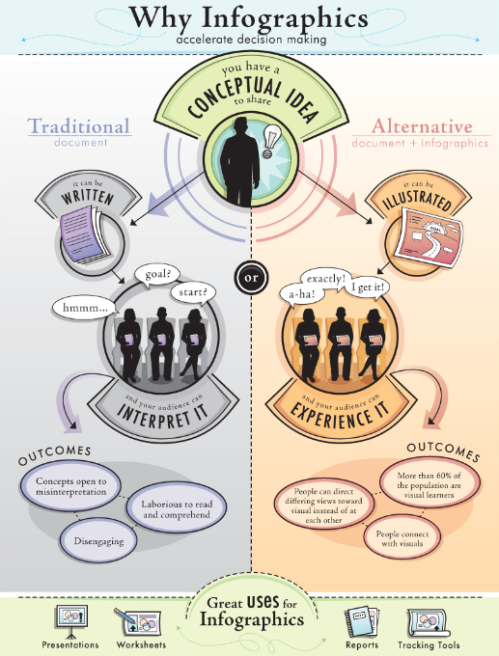 Why Infographics
accelerate decision making
you have a
CONCEPTUAL IDEA
to share
Traditional
document
Alternative
document + infographics
it can be
WRITTEN
it can be
ILLUSTRATED
or
hmmm...
goal?
start?
a-ha!
exactly!
I get it!
and your audience can
INTERPRET IT
and your audience can
EXPERIENCE IT
OUTCOMES
Concepts open to
misinterpretation
Laborious to read
and comprehend
Disengaging
OUTCOMES
More than 60% of
the population are
visual learners
People can direct
differing views toward
visual instead of at
each other
People connect
with visuals
Great uses for
Infographics
Presentations
Worksheets
Reports
Tracking Tools